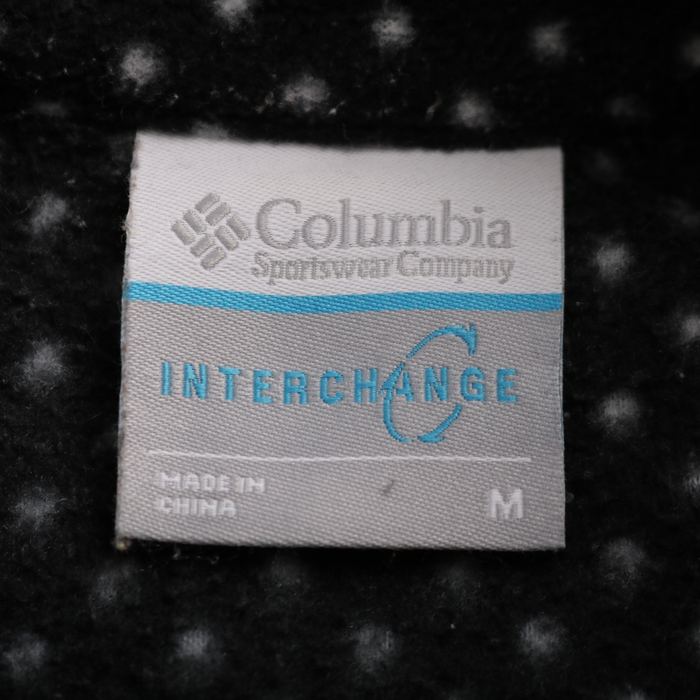 Columbia
Sportswear Company
INTERCHANGE
MADE IN
CHINA
M